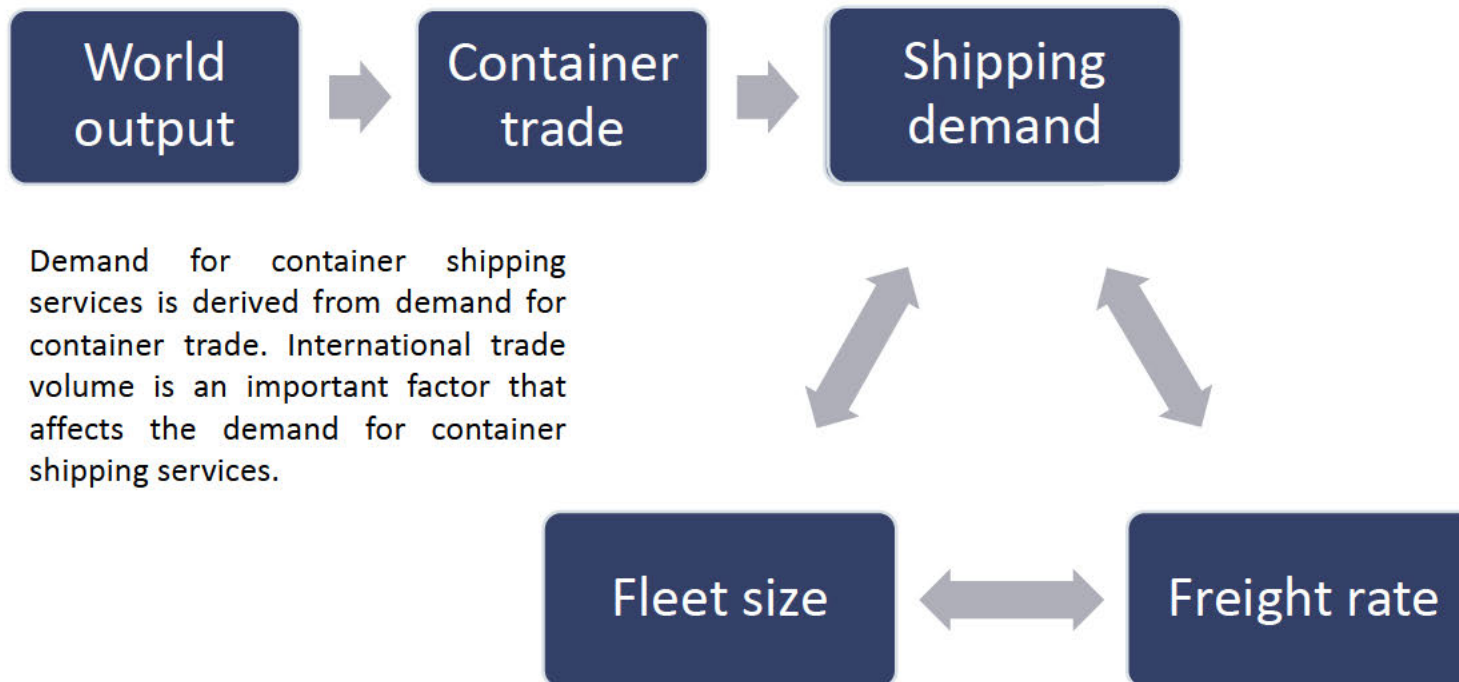 World
output
Container
trade
Shipping
demand
Demand for container shipping
services is derived from demand for
container trade. International trade
volume is an important factor that
affects the demand for container
shipping services.
Fleet size
Freight rate